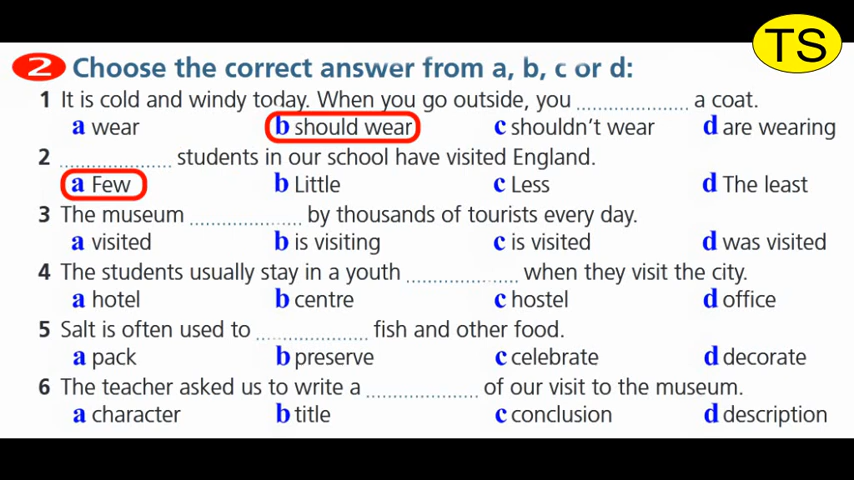 TS
2 Choose the correct answer from a, b, c or d:
1 It is cold and windy today. When you go outside, you .................... a coat.
a wear b should wear c shouldn't wear d are wearing
2 .................... students in our school have visited England.
a Few b Little c Less d The least
3 The museum .................... by thousands of tourists every day.
a visited b is visiting c is visited d was visited
4 The students usually stay in a youth .................... when they visit the city.
a hotel b centre c hostel d office
5 Salt is often used to .................... fish and other food.
a pack b preserve c celebrate d decorate
6 The teacher asked us to write a .................... of our visit to the museum.
a character b title c conclusion d description